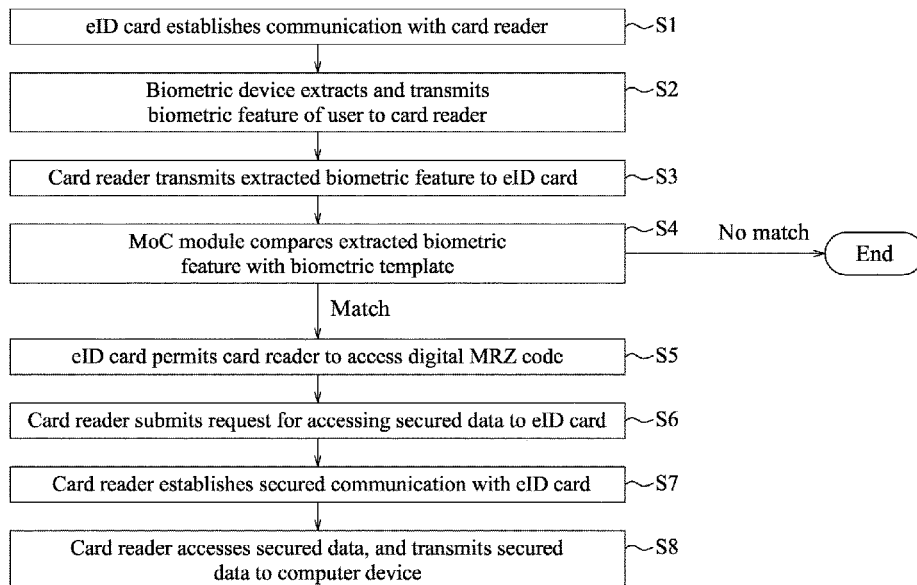 eID card establishes communication with card reader
S1
Biometric device extracts and transmits
biometric feature of user to card reader
S2
Card reader transmits extracted biometric feature to eID card
S3
MoC module compares extracted biometric
feature with biometric template
S4
No match
End
Match
eID card permits card reader to access digital MRZ code
S5
Card reader submits request for accessing secured data to eID card
S6
Card reader establishes secured communication with eID card
S7
Card reader accesses secured data, and transmits secured
data to computer device
S8